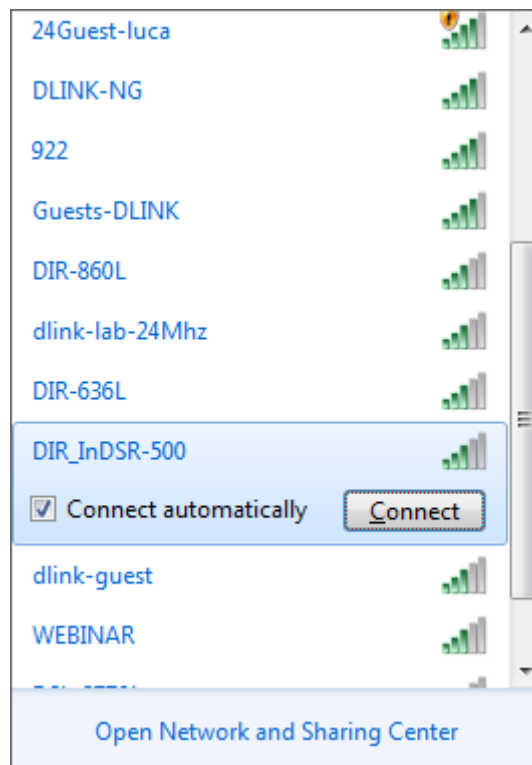 24Guest-luca
DLINK-NG
922
Guests-DLINK
DIR-860L
dlink-lab-24Mhz
DIR-636L
DIR_InDSR-500
Connect automatically Connect
dlink-guest
WEBINAR
Open Network and Sharing Center